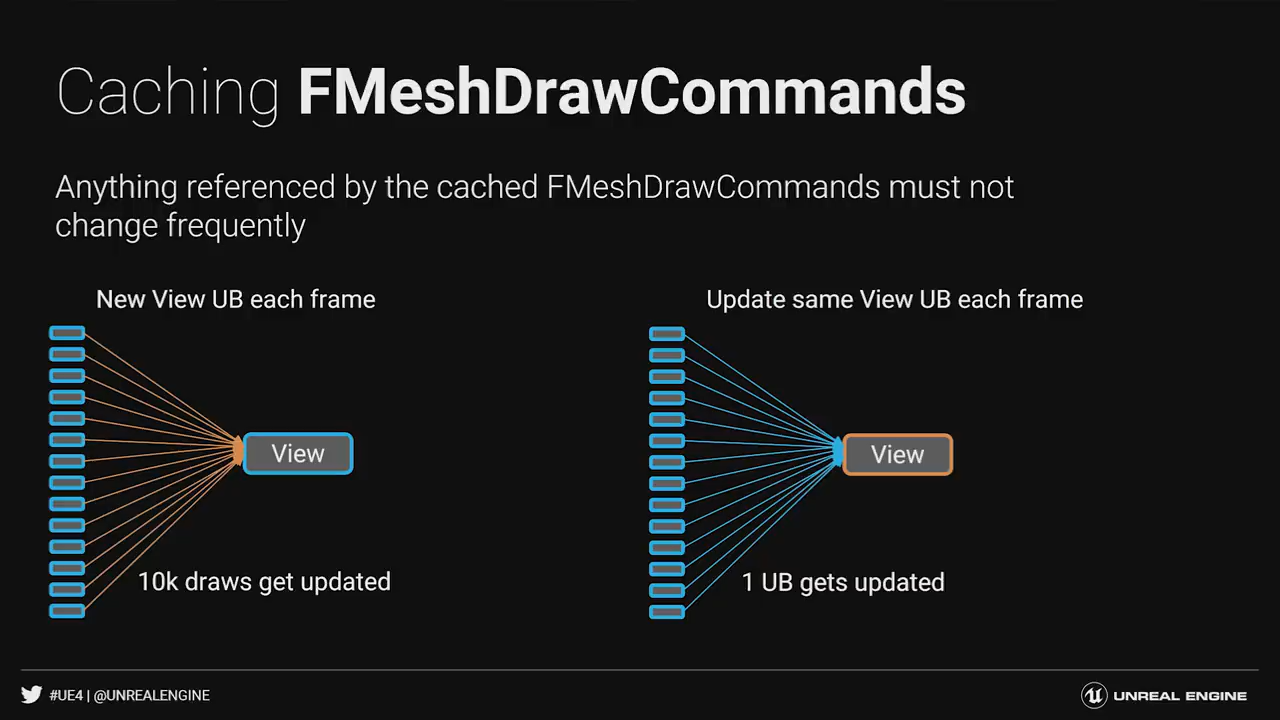 Caching FMeshDrawCommands
Anything referenced by the cached FMeshDrawCommands must not
change frequently
New View UB each frame
View
10k draws get updated
Update same View UB each frame
View
1 UB gets updated
#UE4 | @UNREALENGINE
UNREAL ENGINE